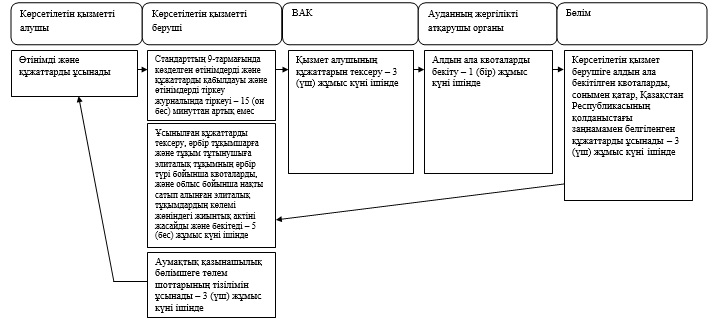 Көрсетілетін қызметті
алушы
Көрсетілетін қызметті
беруші
ВАК
Ауданның жергілікті
атқарушы органы
Бөлім
Өтінімді және
құжаттарды ұсынады
Стандарттың 9-тармағында
көзделген өтінімдерді және
құжаттарды қабылдауы және
өтінімдерді тіркеу
журналында тіркеуі – 15 (он
бес) минуттан артық емес
Қызмет алушының
құжаттарын тексеру – 3
(үш) жұмыс күні ішінде
Алдын ала квоталарды
бекіту – 1 (бір) жұмыс күні
ішінде
Көрсетілетін қызмет
берушіге алдын ала
бекітілген квоталарды,
сонымен қатар, Қазақстан
Республикасының
қолданыстағы
заңнамамен белгіленген
құжаттарды ұсынады – 3
(үш) жұмыс күні ішінде
Ұсынылған құжаттарды
тексеру, әрбір тұқымшарға
және тұқым тұтынушыға
элиталық тұқымның әрбір
түрі бойынша квоталарды,
және облыс бойынша нақты
сатып алынған элиталық
тұқымдардың көлемі
жөніндегі жиынтық актіні
жасайды және бекітеді – 5
(бес) жұмыс күні ішінде
Аумақтық қазынашылық
бөлімшеге төлем
шоттарының тізілімін
ұсынады – 3 (үш) жұмыс
күні ішінде